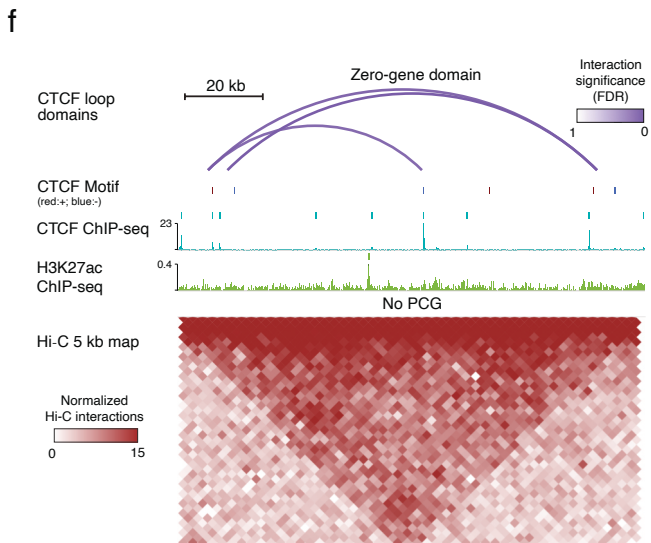 f
20 kb
Zero-gene domain
Interaction
significance
(FDR)
1 0
CTCF loop
domains
CTCF Motif
(red:+; blue:-)
CTCF ChIP-seq
23
H3K27ac
ChIP-seq
0.4
No PCG
Hi-C 5 kb map
Normalized
Hi-C interactions
0 15